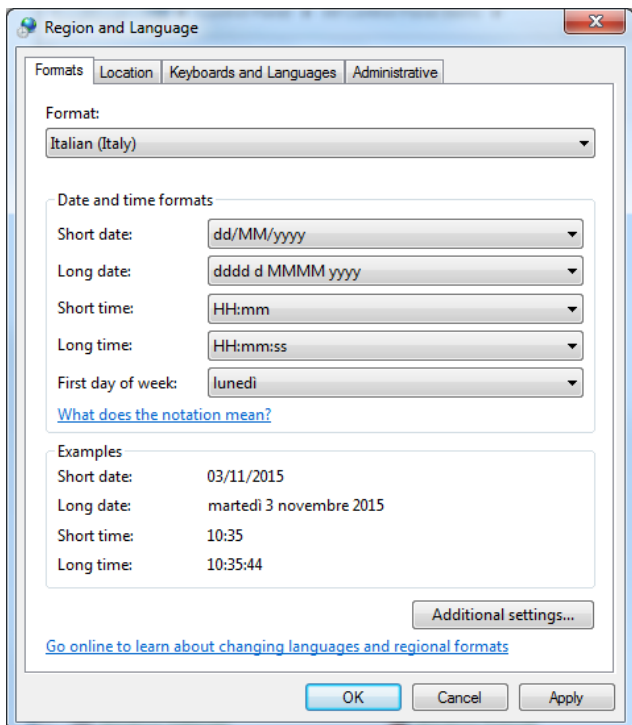 Region and Language
Formats Location Keyboards and Languages Administrative
Format:
Italian (Italy)
Date and time formats
Short date: dd/MM/yyyy
Long date: dddd d MMMM yyyy
Short time: HH:mm
Long time: HH:mm:ss
First day of week: lunedì
What does the notation mean?
Examples
Short date: 03/11/2015
Long date: martedì 3 novembre 2015
Short time: 10:35
Long time: 10:35:44
Additional settings...
Go online to learn about changing languages and regional formats
OK Cancel Apply